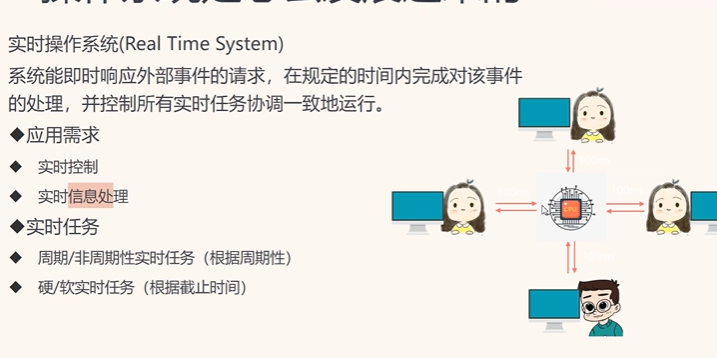 实时操作系统(Real Time System)
系统能即时响应外部事件的请求，在规定的时间内完成对该事件
的处理，并控制所有实时任务协调一致地运行。
◆应用需求
◆ 实时控制
◆ 实时信息处理
◆实时任务
◆ 周期/非周期性实时任务（根据周期性）
◆ 硬/软实时任务（根据截止时间）
CPU